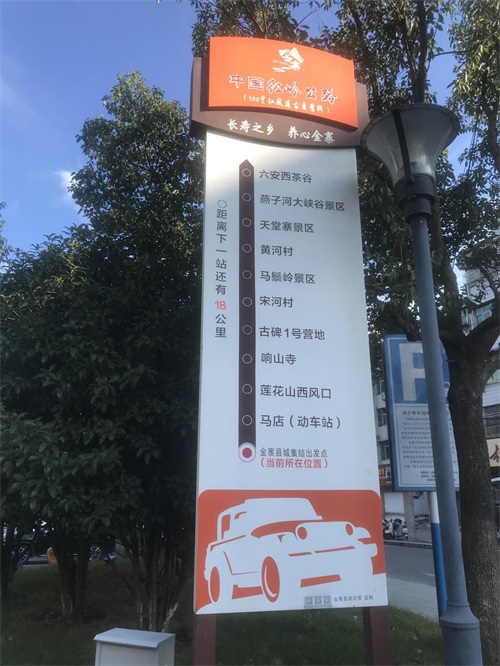 金寨
中国红岭公路
长寿之乡 养心金寨
六安西茶谷
燕子河大峡谷景区
天堂寨景区
黄河村
马鬃岭景区
宋河村
古碑1号营地
响山寺
莲花山西风口
马店（动车站）
金寨县城集结出发点
（当前所在位置）
○距离下一站还有18公里
P